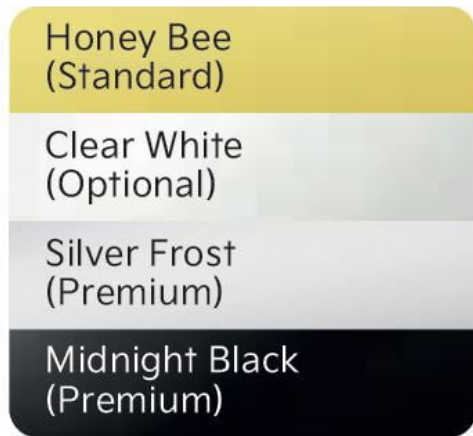 Honey Bee
(Standard)
Clear White
(Optional)
Silver Frost
(Premium)
Midnight Black
(Premium)